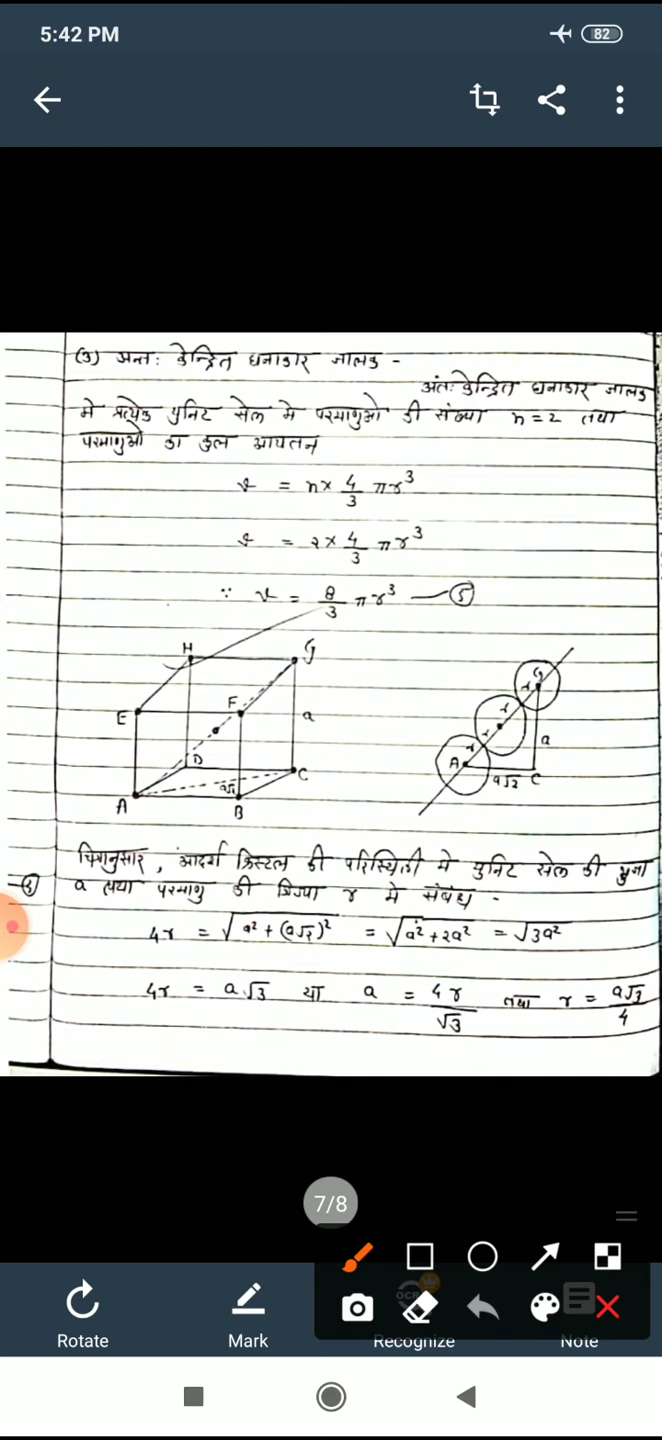 5:42 PM
82
(3) अन्त: केन्द्रित घनाकार जालक -
अंत: केन्द्रित घनाकार जालक
मे प्रत्येक युनिट सेल मे परमाणुओ की संख्या n = 2 तथा
परमाणुओ का कुल आयतन
v = n × 4/3 πr³
v = 2 × 4/3 πr³
∵ v = 8/3 πr³ — ⑤
H
G
E
F
a
D
C
A
a√2
B
G
r
r
r
r
a
A
a√2
C
चित्रानुसार, आदर्श क्रिस्टल की परिस्थिती मे युनिट सेल की भुजा
a तथा परमाणु की त्रिज्या r मे संबंध -
4r = √a² + (a√2)² = √a² + 2a² = √3a²
4r = a√3 या a = 4r/√3 तथा r = a√3/4
7/8
Rotate
Mark
OCR
Recognize
Note